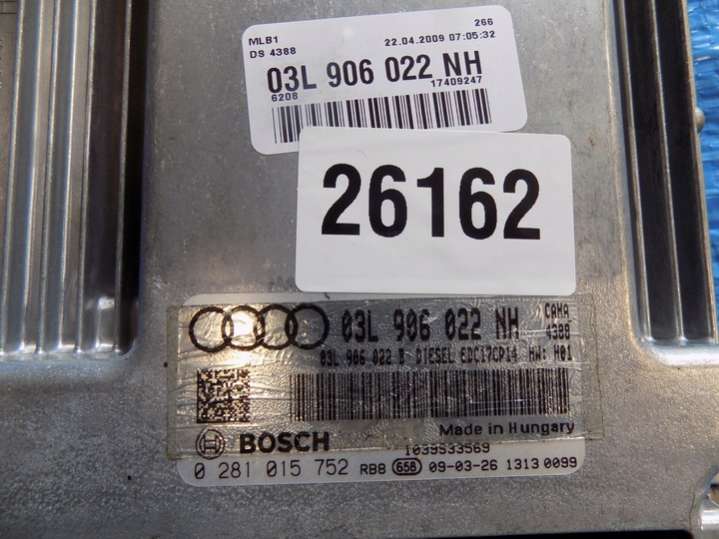 MLB1 266
DS 4388 22.04.2009 07:05:32
03L 906 022 NH
6208 17409247
26162
03L 906 022 NH CAHA 4388
03L 906 022 B DIESEL EDC17CP14 HW: H01
Made in Hungary
BOSCH 1039S33569
0 281 015 752 RB8 658 09-03-26 1313 0099